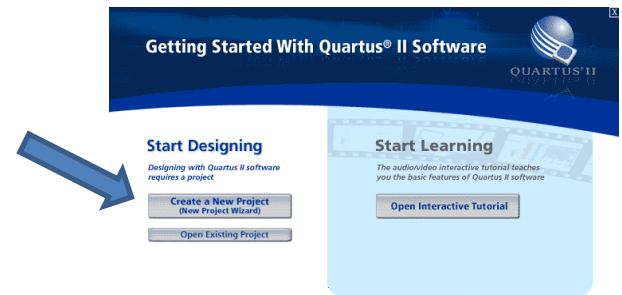 X
Getting Started With Quartus® II Software
QUARTUS®II
Start Designing
Designing with Quartus II software
requires a project
Create a New Project
(New Project Wizard)
Open Existing Project
Start Learning
The audio/video interactive tutorial teaches
you the basic features of Quartus II software
Open Interactive Tutorial